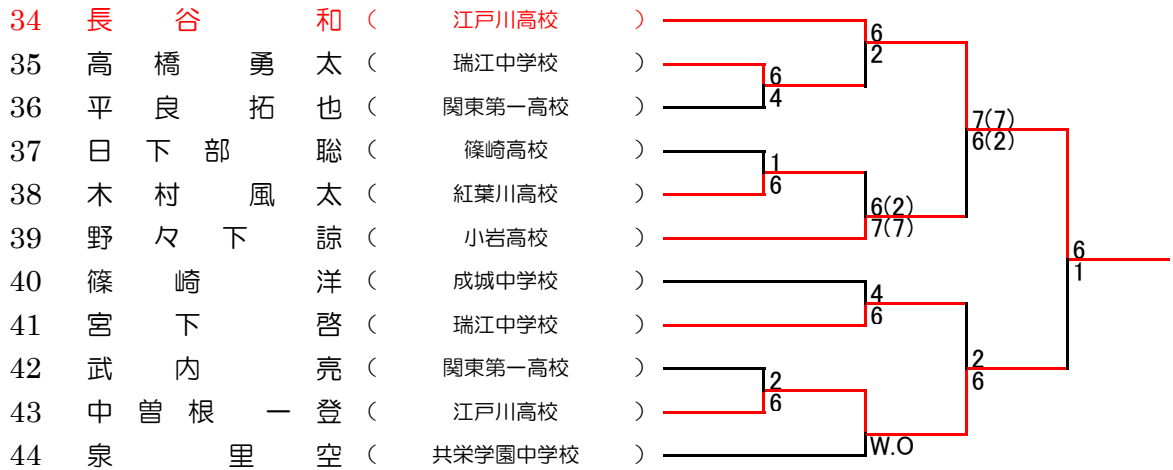 34 長 谷 和 ( 江戸川高校 )
35 高 橋 勇 太 ( 瑞江中学校 )
36 平 良 拓 也 ( 関東第一高校 )
37 日 下 部 聡 ( 篠崎高校 )
38 木 村 風 太 ( 紅葉川高校 )
39 野 々 下 諒 ( 小岩高校 )
40 篠 崎 洋 ( 成城中学校 )
41 宮 下 啓 ( 瑞江中学校 )
42 武 内 亮 ( 関東第一高校 )
43 中 曽 根 一 登 ( 江戸川高校 )
44 泉 里 空 ( 共栄学園中学校 )
6
4
1
6
2
6
6
2
6(2)
7(7)
4
6
W.O
7(7)
6(2)
2
6
6
1